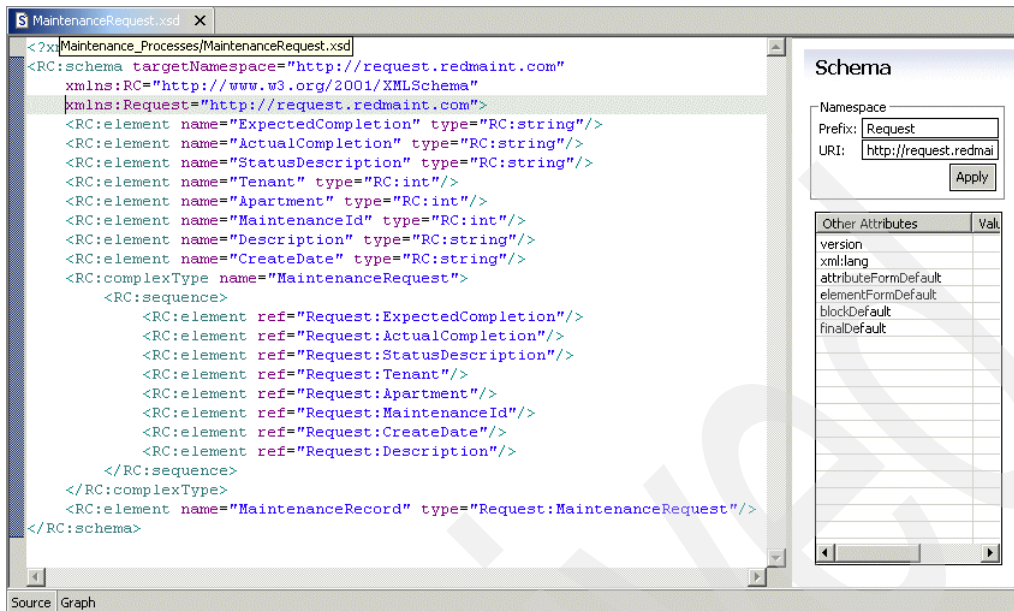 MaintenanceRequest.xsd
<?x
Maintenance_Processes/MaintenanceRequest.xsd
<RC:schema targetNamespace="http://request.redmaint.com"
xmlns:RC="http://www.w3.org/2001/XMLSchema"
xmlns:Request="http://request.redmaint.com">
<RC:element name="ExpectedCompletion" type="RC:string"/>
<RC:element name="ActualCompletion" type="RC:string"/>
<RC:element name="StatusDescription" type="RC:string"/>
<RC:element name="Tenant" type="RC:int"/>
<RC:element name="Apartment" type="RC:int"/>
<RC:element name="MaintenanceId" type="RC:int"/>
<RC:element name="Description" type="RC:string"/>
<RC:element name="CreateDate" type="RC:string"/>
<RC:complexType name="MaintenanceRequest">
<RC:sequence>
<RC:element ref="Request:ExpectedCompletion"/>
<RC:element ref="Request:ActualCompletion"/>
<RC:element ref="Request:StatusDescription"/>
<RC:element ref="Request:Tenant"/>
<RC:element ref="Request:Apartment"/>
<RC:element ref="Request:MaintenanceId"/>
<RC:element ref="Request:CreateDate"/>
<RC:element ref="Request:Description"/>
</RC:sequence>
</RC:complexType>
<RC:element name="MaintenanceRecord" type="Request:MaintenanceRequest"/>
</RC:schema>
Source Graph
Schema
Namespace
Prefix: Request
URI: http://request.redmai
Apply
Other Attributes Valu
version
xml:lang
attributeFormDefault
elementFormDefault
blockDefault
finalDefault